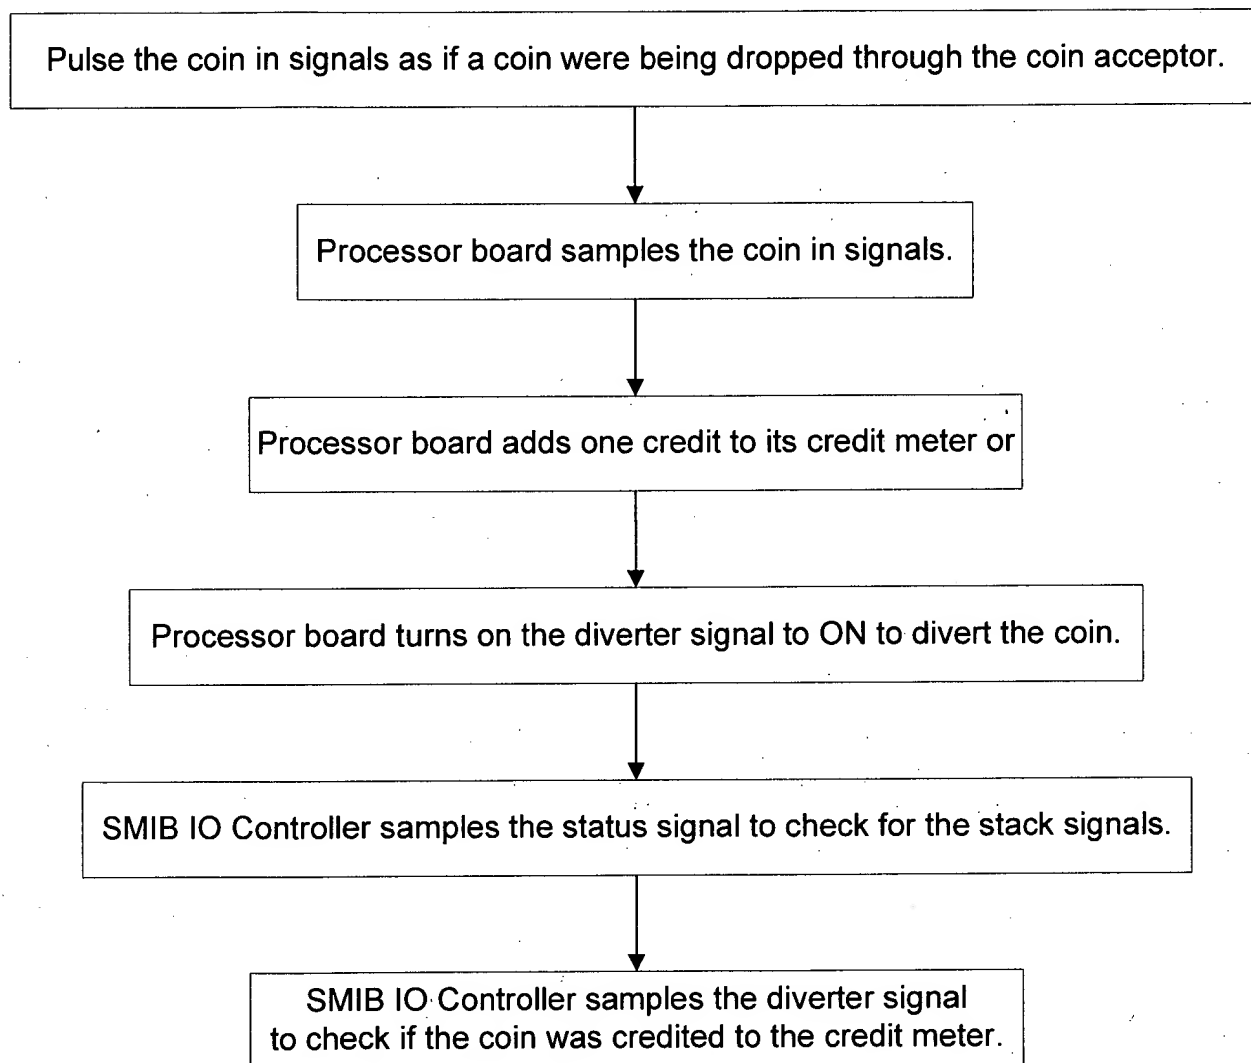 Pulse the coin in signals as if a coin were being dropped through the coin acceptor.
Processor board samples the coin in signals.
Processor board adds one credit to its credit meter or
Processor board turns on the diverter signal to ON to divert the coin.
SMIB IO Controller samples the status signal to check for the stack signals.
SMIB IO Controller samples the diverter signal
to check if the coin was credited to the credit meter.